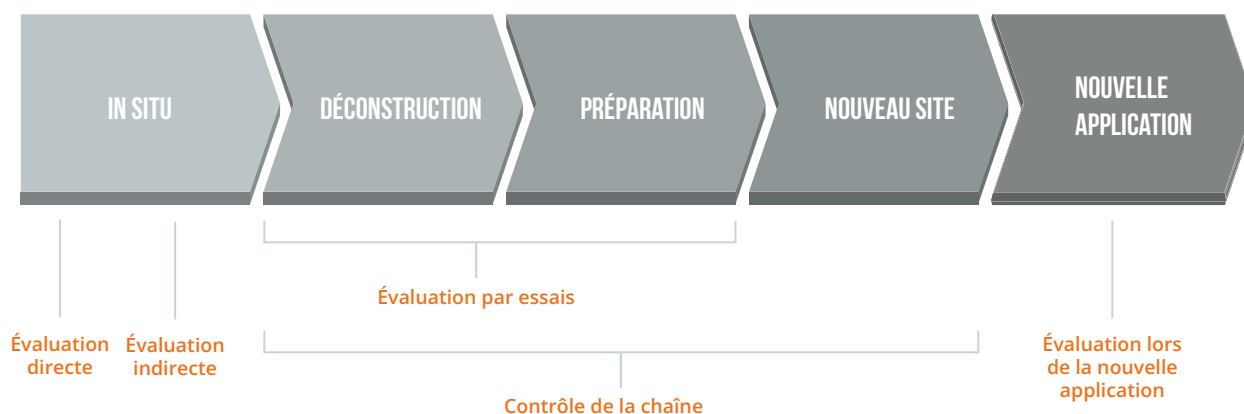 IN SITU
DÉCONSTRUCTION
PRÉPARATION
NOUVEAU SITE
NOUVELLE
APPLICATION
Évaluation par essais
Évaluation
directe
Évaluation
indirecte
Évaluation lors
de la nouvelle
application
Contrôle de la chaîne